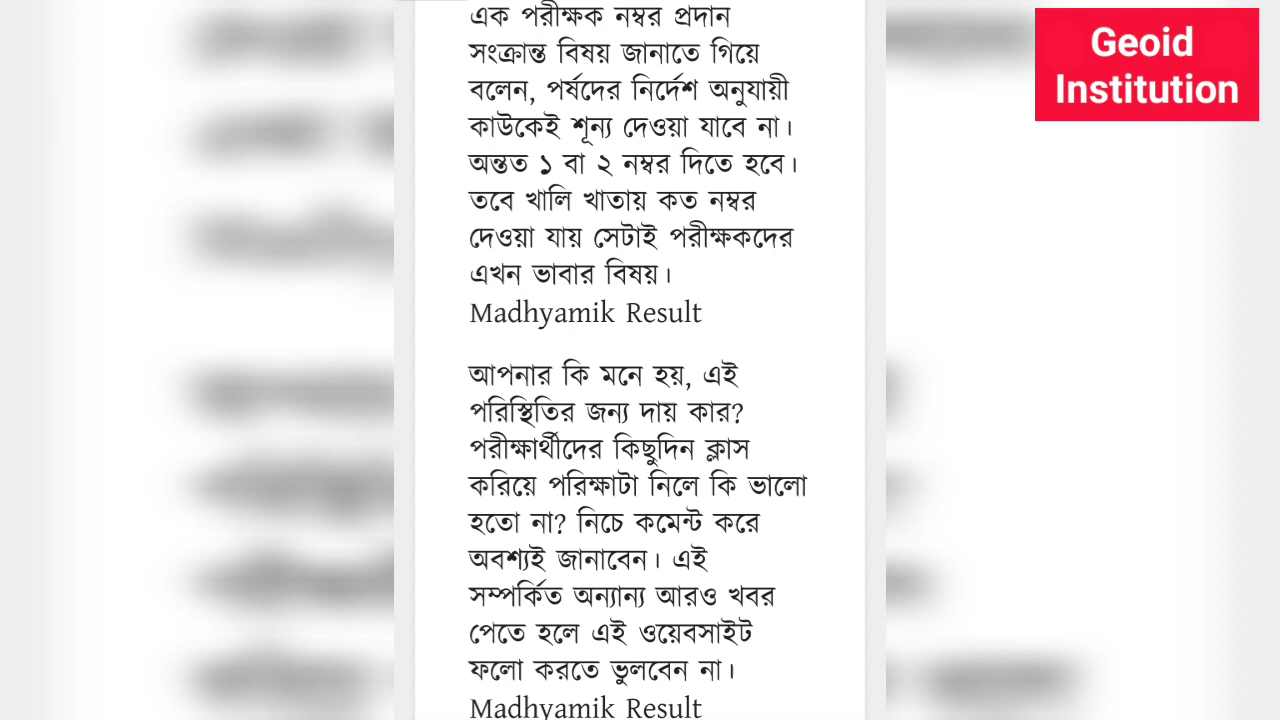 এক পরীক্ষক নম্বর প্রদান
সংক্রান্ত বিষয় জানাতে গিয়ে
বলেন, পর্ষদের নির্দেশ অনুযায়ী
কাউকেই শূন্য দেওয়া যাবে না।
অন্তত ১ বা ২ নম্বর দিতে হবে।
তবে খালি খাতায় কত নম্বর
দেওয়া যায় সেটাই পরীক্ষকদের
এখন ভাবার বিষয়।
Madhyamik Result
আপনার কি মনে হয়, এই
পরিস্থিতির জন্য দায় কার?
পরীক্ষার্থীদের কিছুদিন ক্লাস
করিয়ে পরিক্ষাটা নিলে কি ভালো
হতো না? নিচে কমেন্ট করে
অবশ্যই জানাবেন। এই
সম্পর্কিত অন্যান্য আরও খবর
পেতে হলে এই ওয়েবসাইট
ফলো করতে ভুলবেন না।
Madhyamik Result
Geoid
Institution